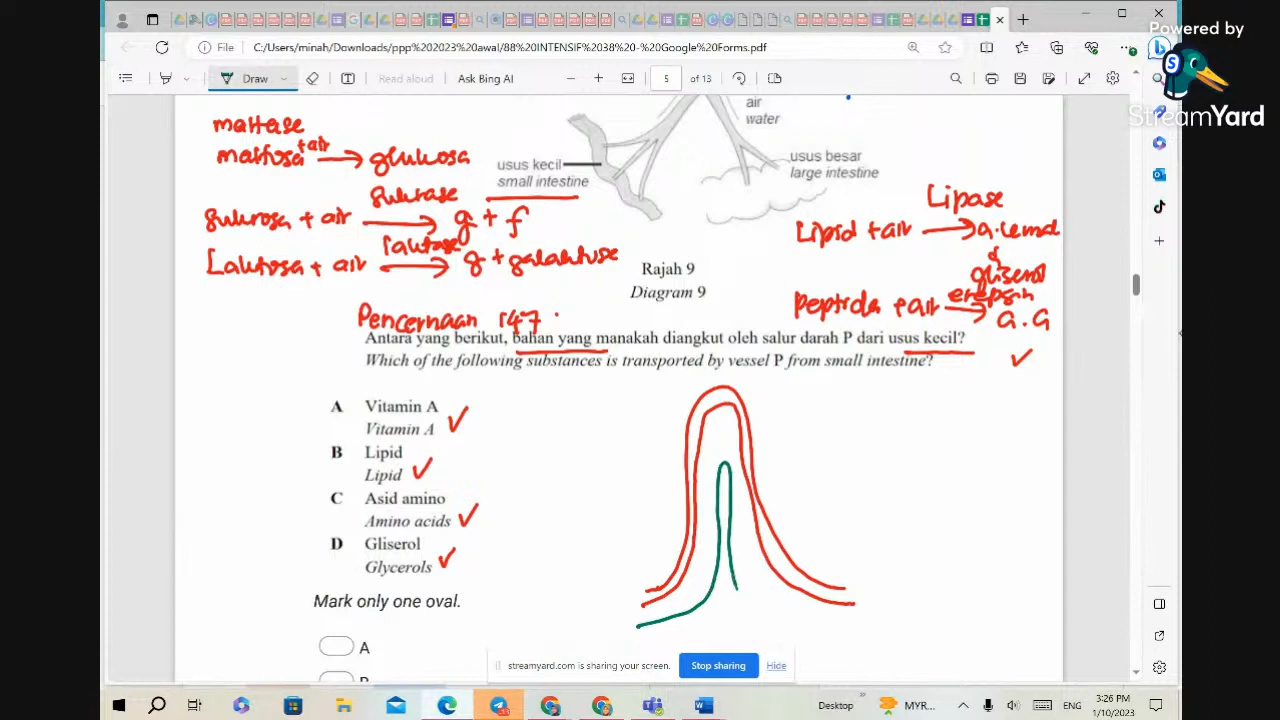 Powered by
StreamYard
File C:/Users/minah/Downloads/ppp%202023%20awal/88%20INTENSIF%2038%20-%20Google%20Forms.pdf
Draw Read aloud Ask Bing AI 5 of 13
maltase
maltosa + air → glukosa
sukrase
sukrosa + air → g + f
laktase
Laktosa + air → g + galaktose
air
water
usus kecil
small intestine
usus besar
large intestine
Lipase
Lipid + air → a. lemak
&
gliserol
Rajah 9
Diagram 9
erepsin
Peptida + air → a.a
Pencernaan 147
Antara yang berikut, bahan yang manakah diangkut oleh salur darah P dari usus kecil?
Which of the following substances is transported by vessel P from small intestine?
A Vitamin A
Vitamin A
B Lipid
Lipid
C Asid amino
Amino acids
D Gliserol
Glycerols
Mark only one oval.
A
B
streamyard.com is sharing your screen. Stop sharing Hide
Desktop MYR... 3:26 PM
1/10/2023